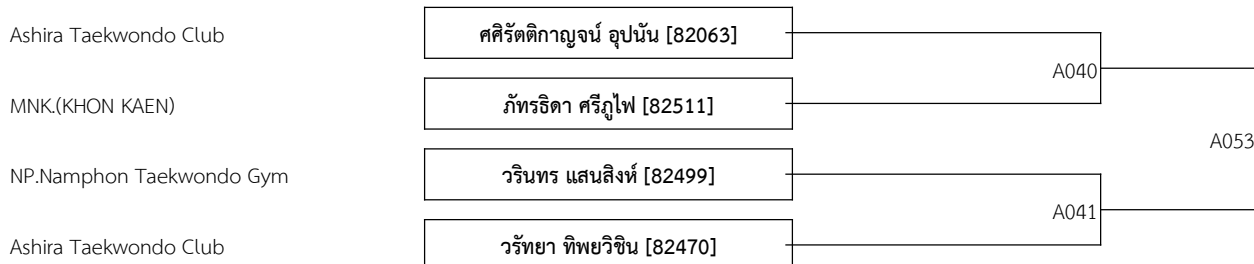 Ashira Taekwondo Club ศศิรัตติกาญจน์ อุปนัน [82063]
A040
MNK.(KHON KAEN) ภัทรธิดา ศรีภูไฟ [82511]
A053
NP.Namphon Taekwondo Gym วรินทร แสนสิงห์ [82499]
A041
Ashira Taekwondo Club วรัทยา ทิพยวิชิน [82470]